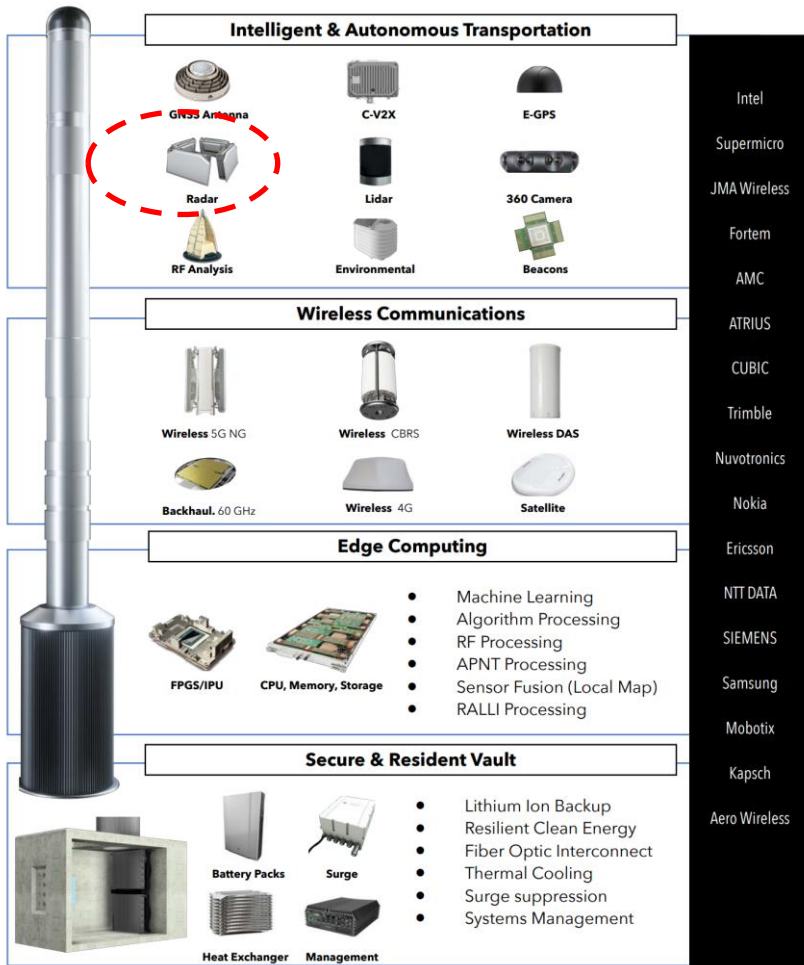 Intelligent & Autonomous Transportation
GNSS Antenna
C-V2X
E-GPS
Radar
Lidar
360 Camera
RF Analysis
Environmental
Beacons
Wireless Communications
Wireless 5G NG
Wireless CBRS
Wireless DAS
Backhaul. 60 GHz
Wireless 4G
Satellite
Edge Computing
FPGS/IPU
CPU, Memory, Storage
• Machine Learning
• Algorithm Processing
• RF Processing
• APNT Processing
• Sensor Fusion (Local Map)
• RALLI Processing
Secure & Resident Vault
Battery Packs
Surge
Heat Exchanger
Management
• Lithium Ion Backup
• Resilient Clean Energy
• Fiber Optic Interconnect
• Thermal Cooling
• Surge suppression
• Systems Management
Intel
Supermicro
JMA Wireless
Fortem
AMC
ATRIUS
CUBIC
Trimble
Nuvotronics
Nokia
Ericsson
NTT DATA
SIEMENS
Samsung
Mobotix
Kapsch
Aero Wireless